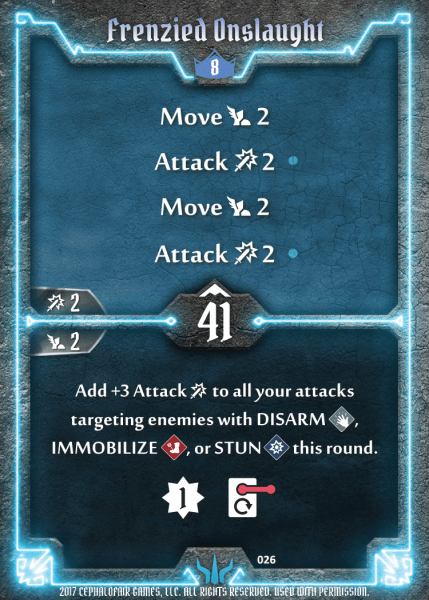 Frenzied Onslaught
8
Move 2
Attack 2
Move 2
Attack 2
2
41
2
Add +3 Attack to all your attacks
targeting enemies with DISARM ,
IMMOBILIZE , or STUN this round.
1
026
2017 CEPHALOFAIR GAMES, LLC. ALL RIGHTS RESERVED. USED WITH PERMISSION.